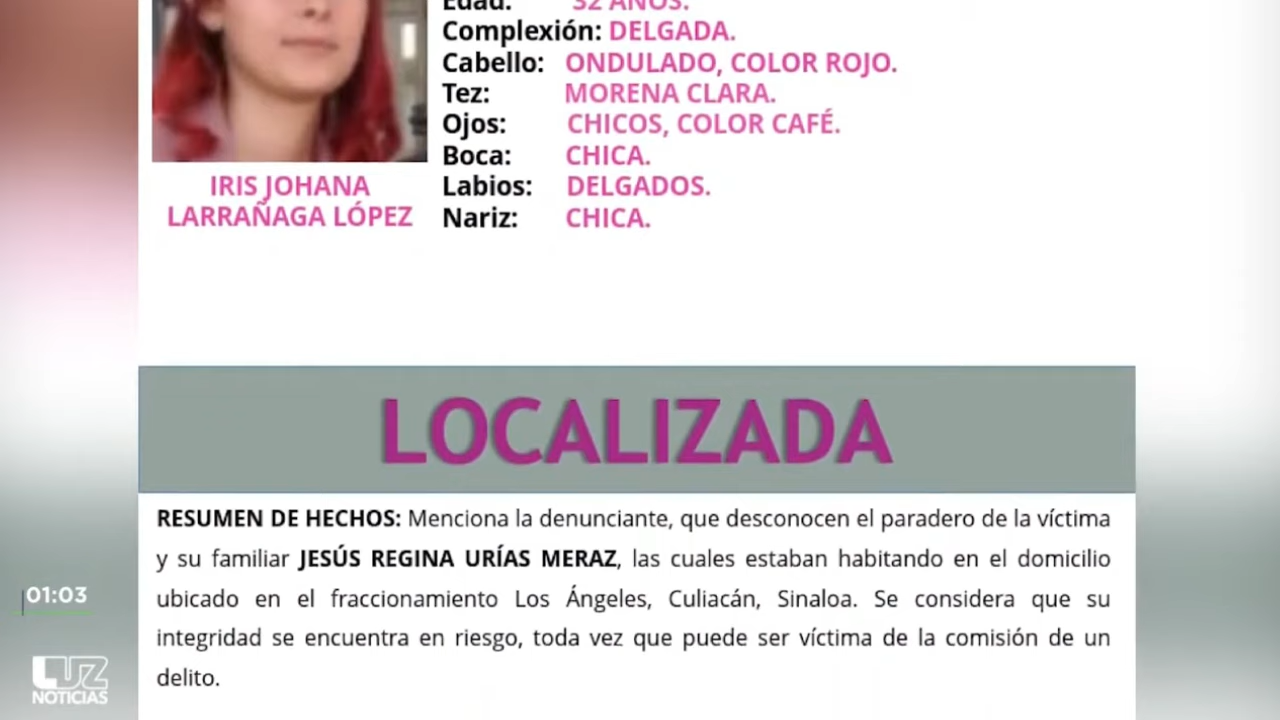 Edad: 32 AÑOS.
Complexión: DELGADA.
Cabello: ONDULADO, COLOR ROJO.
Tez: MORENA CLARA.
Ojos: CHICOS, COLOR CAFÉ.
Boca: CHICA.
Labios: DELGADOS.
Nariz: CHICA.
IRIS JOHANA
LARRAÑAGA LÓPEZ
LOCALIZADA
RESUMEN DE HECHOS: Menciona la denunciante, que desconocen el paradero de la víctima
y su familiar JESÚS REGINA URÍAS MERAZ, las cuales estaban habitando en el domicilio
ubicado en el fraccionamiento Los Ángeles, Culiacán, Sinaloa. Se considera que su
integridad se encuentra en riesgo, toda vez que puede ser víctima de la comisión de un
delito.
01:03
LUZ
NOTICIAS